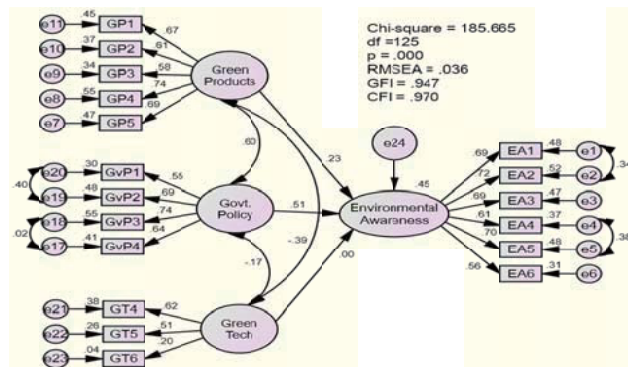 Chi-square = 185.665
df =125
p = .000
RMSEA = .036
GFI = .947
CFI = .970
e11 .45 GP1 .67
e10 .37 GP2 .61
e9 .34 GP3 .58
e8 .55 GP4 .74
e7 .47 GP5 .69
Green
Products
.60
.23
e24
.40
e20 .30 GvP1 .55
e19 .48 GvP2 .69
e18 .55 GvP3 .74
e17 .41 GvP4 .64
.02
Govt.
Policy
.51
-.39
-.17
.00
.45
Environmental
Awareness
.69 EA1 .48 e1
.72 EA2 .52 e2
.34
.69 EA3 .47 e3
.61 EA4 .37 e4
.70 EA5 .48 e5
.38
.56 EA6 .31 e6
e21 .38 GT4 .62
e22 .26 GT5 .51
e23 .04 GT6 .20
Green
Tech